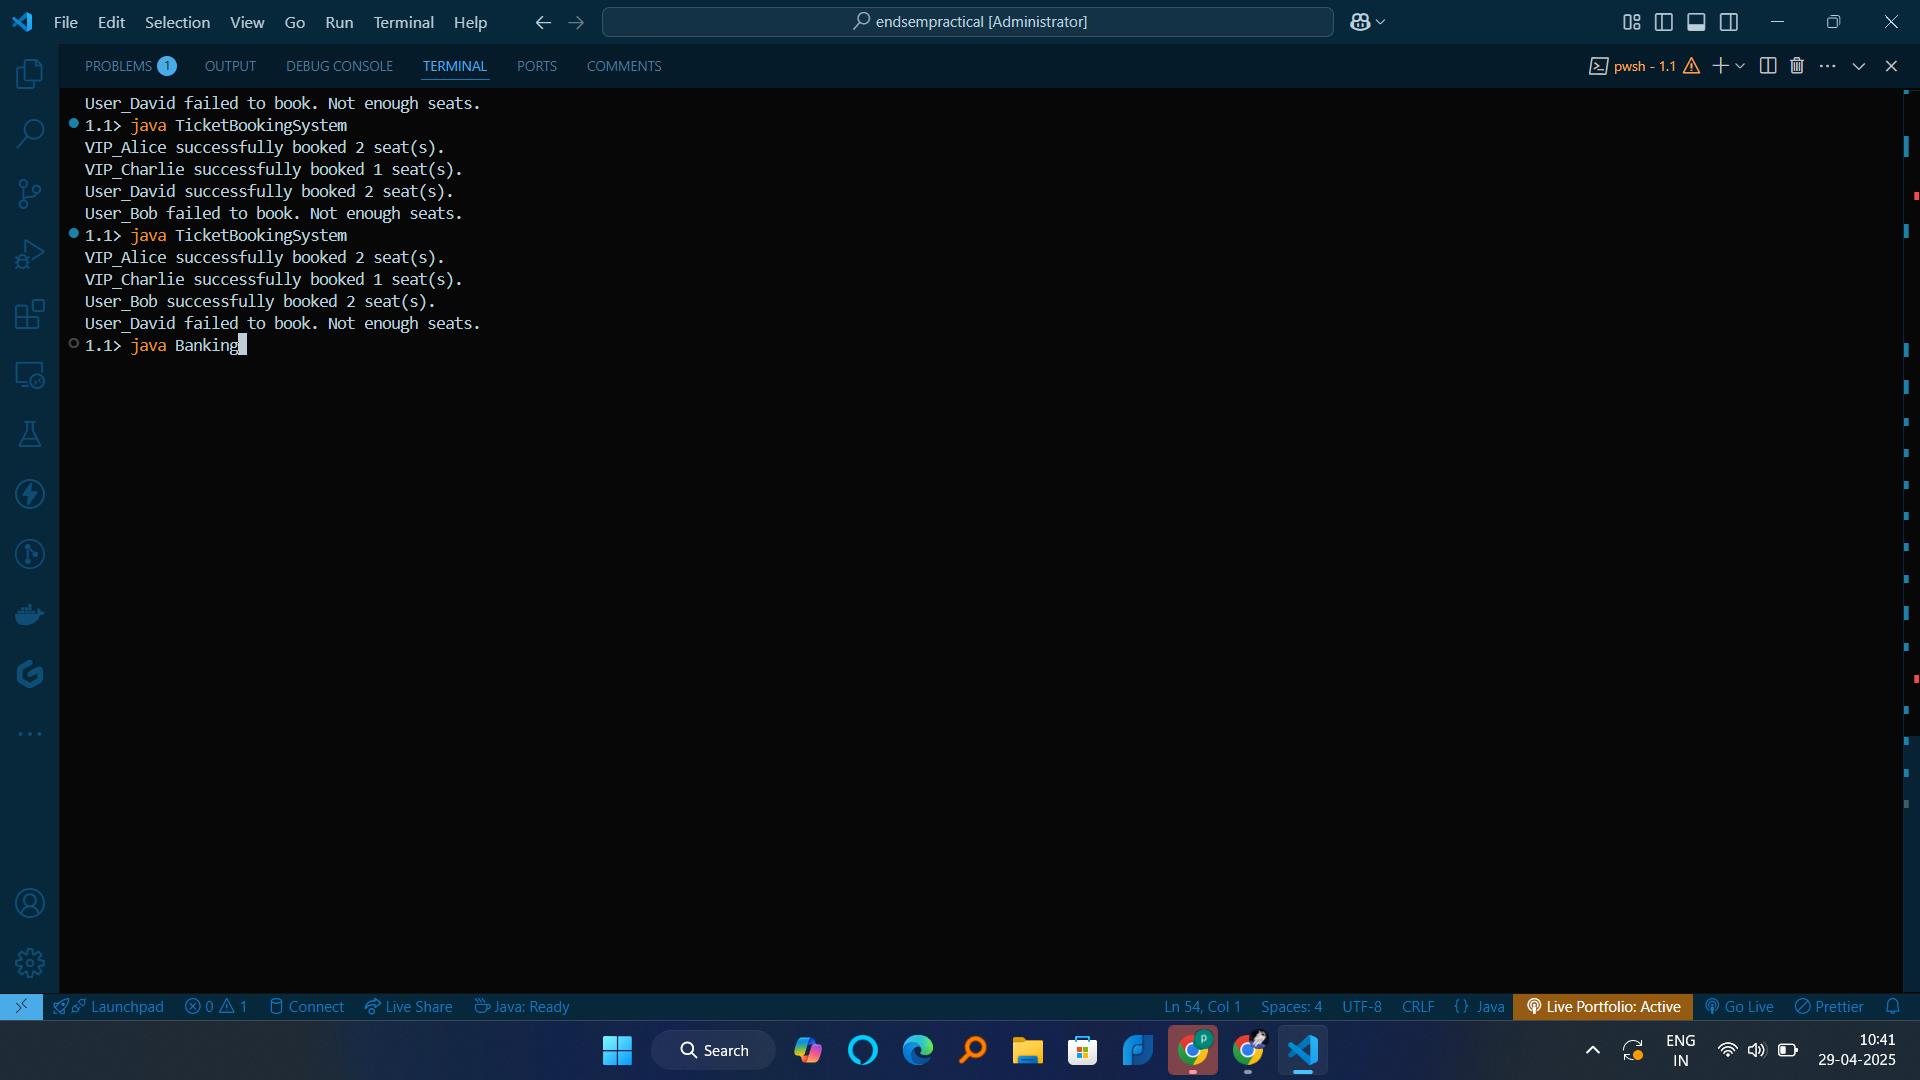 File Edit Selection View Go Run Terminal Help
endsempractical [Administrator]
PROBLEMS 1 OUTPUT DEBUG CONSOLE TERMINAL PORTS COMMENTS
pwsh - 1.1
User_David failed to book. Not enough seats.
1.1> java TicketBookingSystem
VIP_Alice successfully booked 2 seat(s).
VIP_Charlie successfully booked 1 seat(s).
User_David successfully booked 2 seat(s).
User_Bob failed to book. Not enough seats.
1.1> java TicketBookingSystem
VIP_Alice successfully booked 2 seat(s).
VIP_Charlie successfully booked 1 seat(s).
User_Bob successfully booked 2 seat(s).
User_David failed to book. Not enough seats.
1.1> java Banking
Launchpad 0 1 Connect Live Share Java: Ready
Ln 54, Col 1 Spaces: 4 UTF-8 CRLF {} Java Live Portfolio: Active Go Live Prettier
Search
p
ENG
IN
10:41
29-04-2025